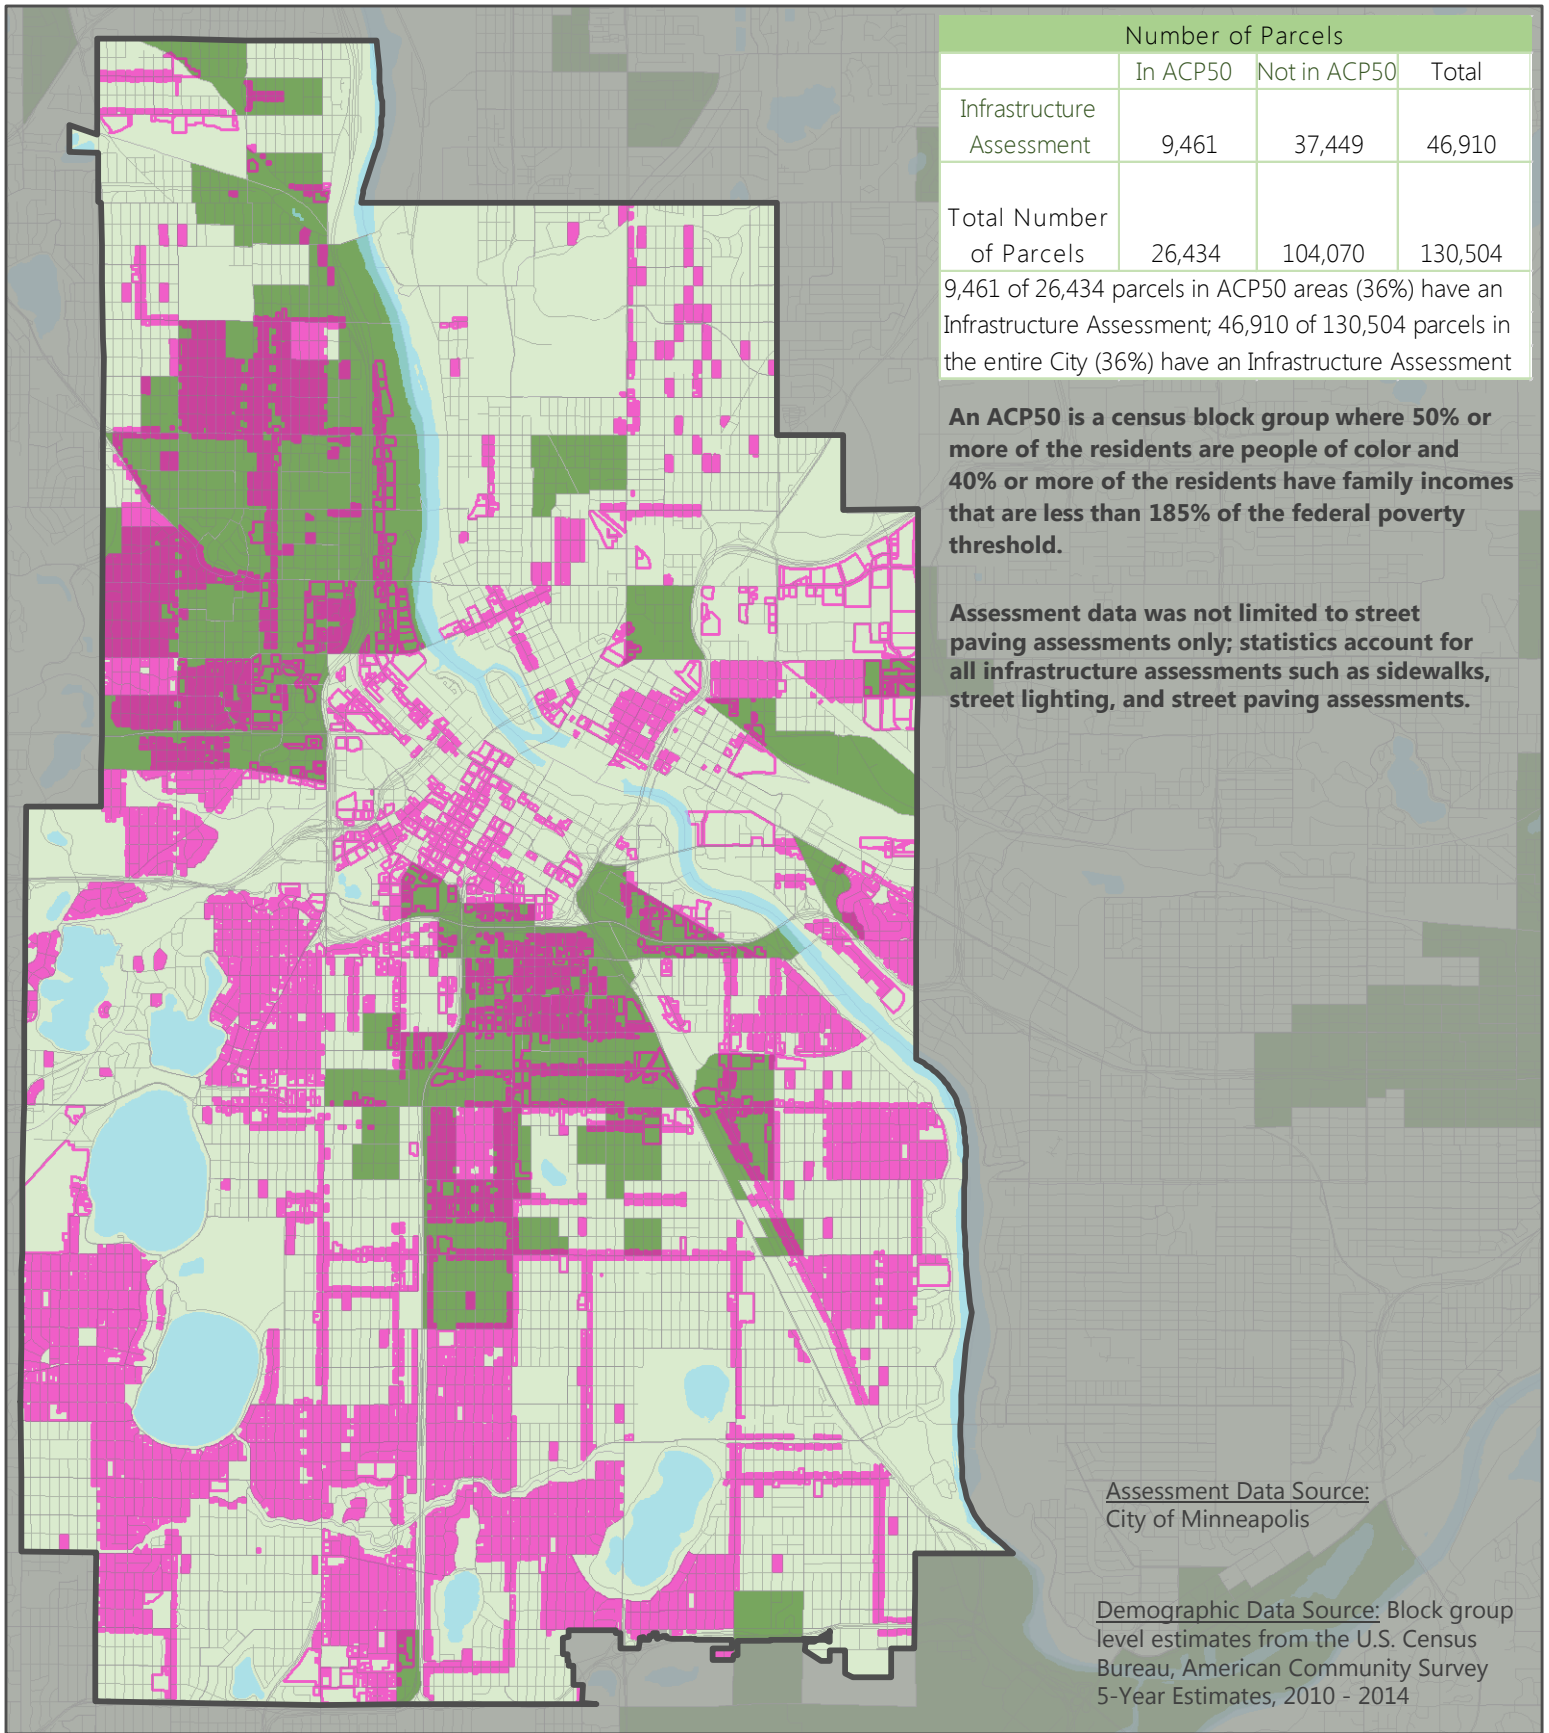 Number of Parcels
In ACP50 Not in ACP50 Total
Infrastructure
Assessment 9,461 37,449 46,910
Total Number
of Parcels 26,434 104,070 130,504
9,461 of 26,434 parcels in ACP50 areas (36%) have an
Infrastructure Assessment; 46,910 of 130,504 parcels in
the entire City (36%) have an Infrastructure Assessment
An ACP50 is a census block group where 50% or
more of the residents are people of color and
40% or more of the residents have family incomes
that are less than 185% of the federal poverty
threshold.
Assessment data was not limited to street
paving assessments only; statistics account for
all infrastructure assessments such as sidewalks,
street lighting, and street paving assessments.
Assessment Data Source:
City of Minneapolis
Demographic Data Source: Block group
level estimates from the U.S. Census
Bureau, American Community Survey
5-Year Estimates, 2010 - 2014